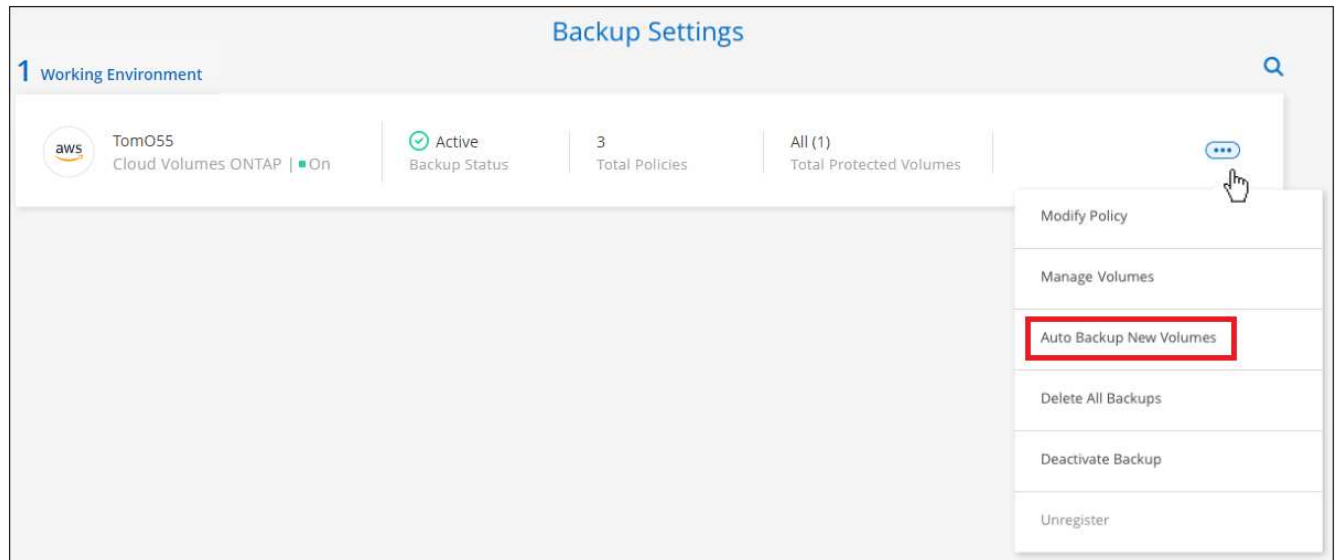 Backup Settings
1 Working Environment
aws
TomO55
Cloud Volumes ONTAP | On
Active
Backup Status
3
Total Policies
All (1)
Total Protected Volumes
Modify Policy
Manage Volumes
Auto Backup New Volumes
Delete All Backups
Deactivate Backup
Unregister